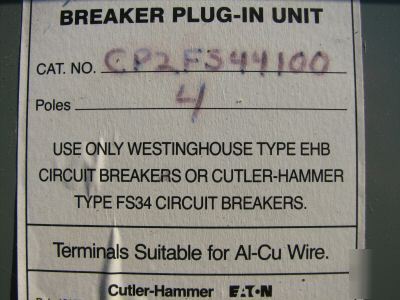 BREAKER PLUG-IN UNIT
CAT. NO. CP2FS44100
Poles 4
USE ONLY WESTINGHOUSE TYPE EHB
CIRCUIT BREAKERS OR CUTLER-HAMMER
TYPE FS34 CIRCUIT BREAKERS.
Terminals Suitable for Al-Cu Wire.
Cutler-Hammer EATON